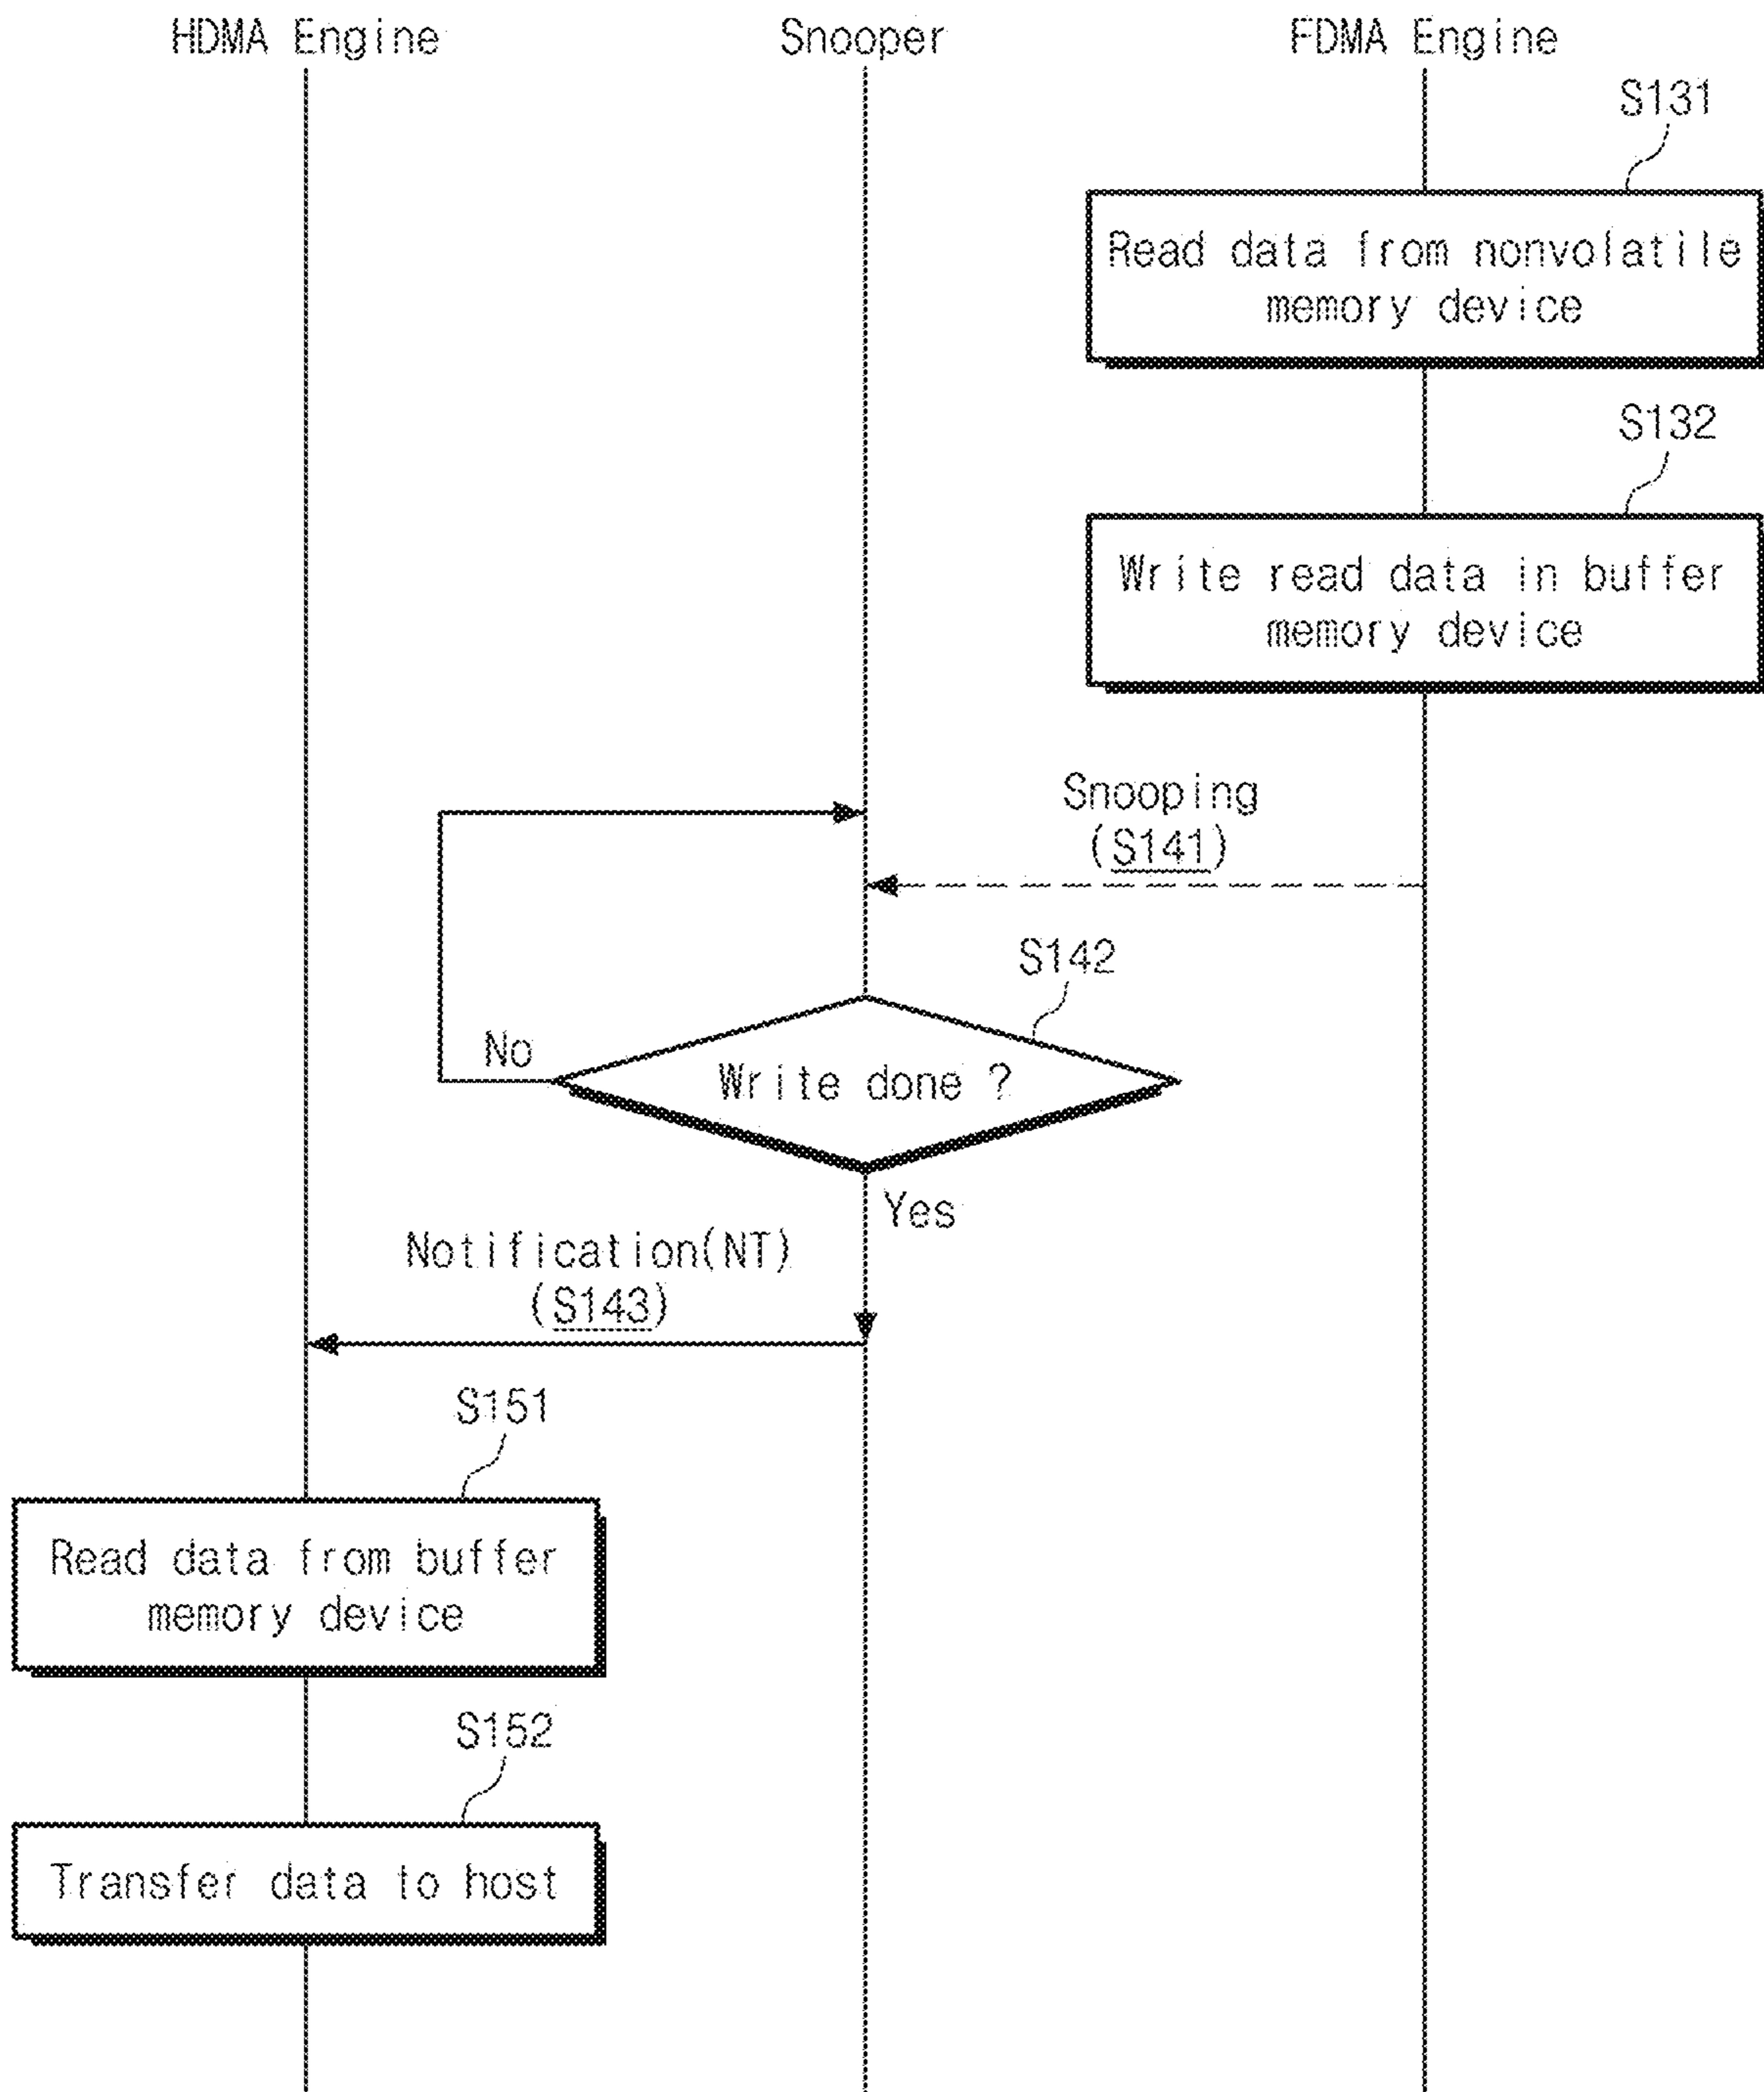 HDMA Engine
Snooper
FDMA Engine
S131
Read data from nonvolatile
memory device
S132
Write read data in buffer
memory device
Snooping
(S141)
S142
No
Write done ?
Yes
Notification(NT)
(S143)
S151
Read data from buffer
memory device
S152
Transfer data to host